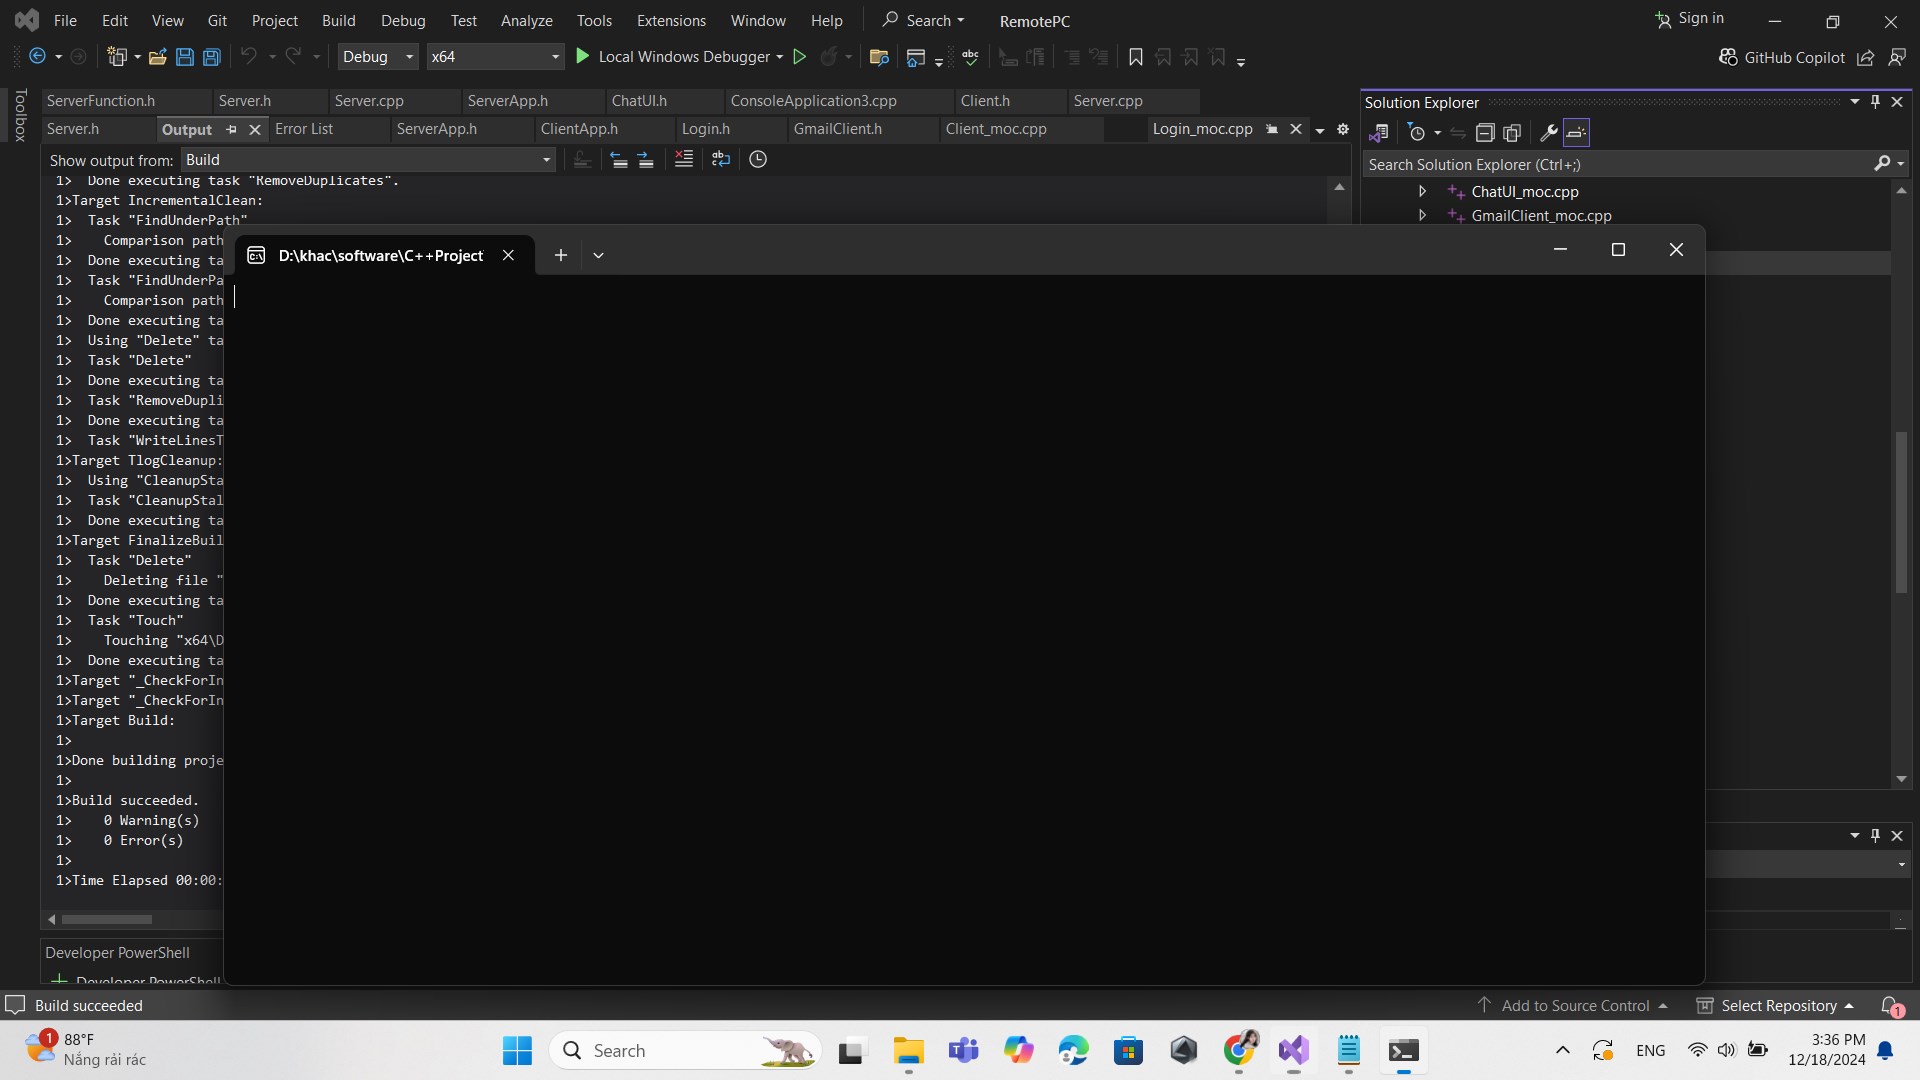 File Edit View Git Project Build Debug Test Analyze Tools Extensions Window Help Search RemotePC Sign in
Debug x64 Local Windows Debugger GitHub Copilot
Toolbox
ServerFunction.h Server.h Server.cpp ServerApp.h ChatUI.h ConsoleApplication3.cpp Client.h Server.cpp
Server.h Output Error List ServerApp.h ClientApp.h Login.h GmailClient.h Client_moc.cpp Login_moc.cpp
Show output from: Build
1>  Done executing task "RemoveDuplicates".
1>Target IncrementalClean:
1>  Task "FindUnderPath"
1>    Comparison path
1>  Done executing ta
1>  Task "FindUnderPa
1>    Comparison path
1>  Done executing ta
1>  Using "Delete" ta
1>  Task "Delete"
1>  Done executing ta
1>  Task "RemoveDupli
1>  Done executing ta
1>  Task "WriteLinesT
1>Target TlogCleanup:
1>  Using "CleanupSta
1>  Task "CleanupStal
1>  Done executing ta
1>Target FinalizeBuil
1>  Task "Delete"
1>    Deleting file "
1>  Done executing ta
1>  Task "Touch"
1>    Touching "x64\D
1>  Done executing ta
1>Target "_CheckForIn
1>Target "_CheckForIn
1>Target Build:
1>
1>Done building proje
1>
1>Build succeeded.
1>    0 Warning(s)
1>    0 Error(s)
1>
1>Time Elapsed 00:00:
D:\khac\software\C++Project
Solution Explorer
Search Solution Explorer (Ctrl+;)
ChatUI_moc.cpp
GmailClient_moc.cpp
Developer PowerShell
Developer PowerShell
Build succeeded Add to Source Control Select Repository 1
1 88°F
Nắng rải rác
Search
ENG
3:36 PM
12/18/2024